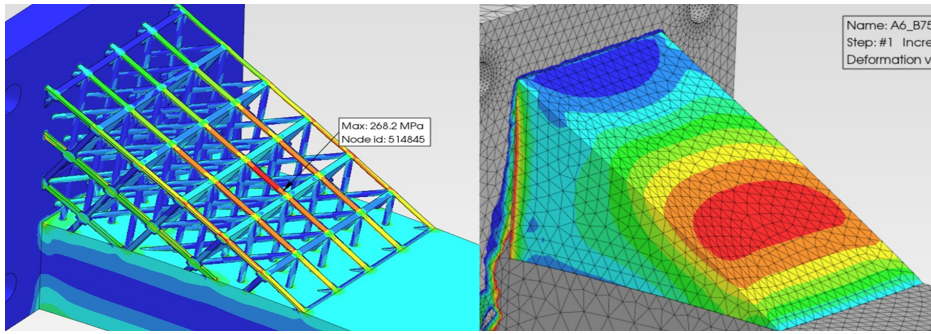 Max: 268.2 MPa
Node id: 514845
Name: A6_B75
Step: #1 Incre
Deformation v